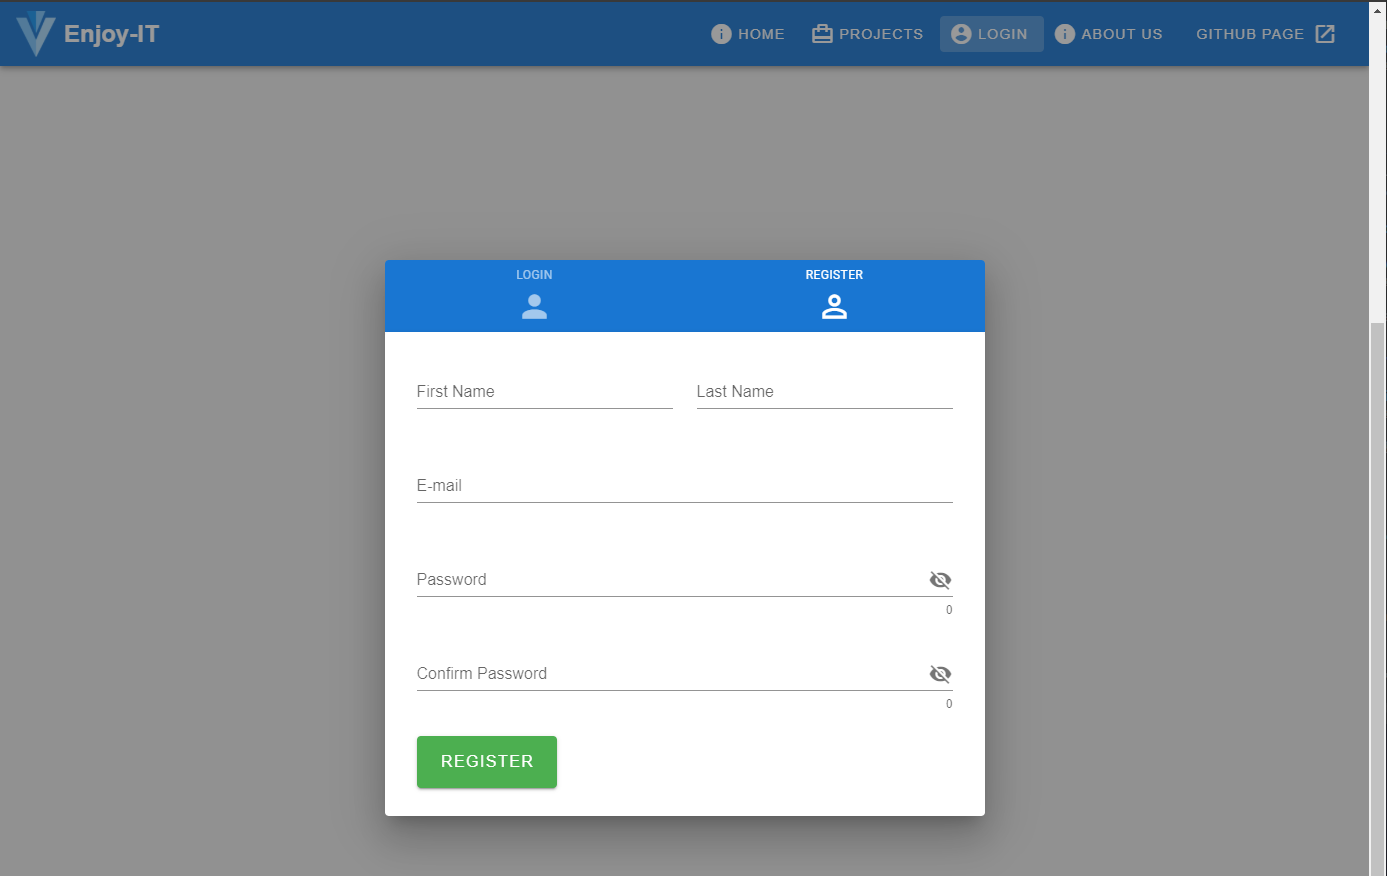 Enjoy-IT
HOME
PROJECTS
LOGIN
ABOUT US
GITHUB PAGE
LOGIN
REGISTER
First Name
Last Name
E-mail
Password
0
Confirm Password
0
REGISTER